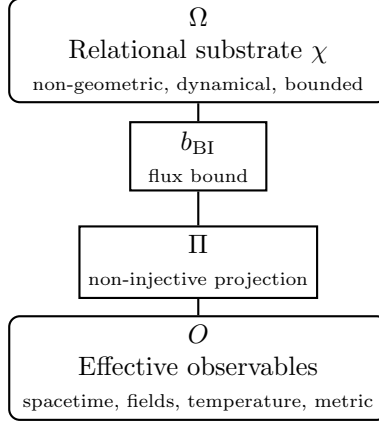 Ω
Relational substrate χ
non-geometric, dynamical, bounded
b_BI
flux bound
Π
non-injective projection
O
Effective observables
spacetime, fields, temperature, metric